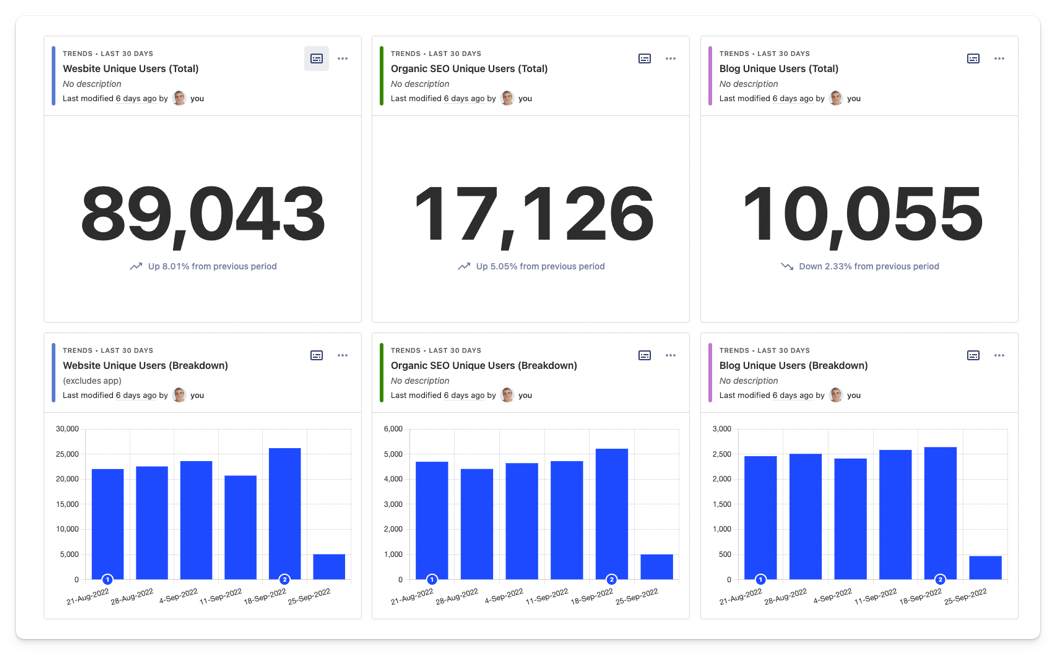 TRENDS • LAST 30 DAYS
Wesbite Unique Users (Total)
No description
Last modified 6 days ago by you
89,043
Up 8.01% from previous period
TRENDS • LAST 30 DAYS
Organic SEO Unique Users (Total)
No description
Last modified 6 days ago by you
17,126
Up 5.05% from previous period
TRENDS • LAST 30 DAYS
Blog Unique Users (Total)
No description
Last modified 6 days ago by you
10,055
Down 2.33% from previous period
TRENDS • LAST 30 DAYS
Website Unique Users (Breakdown)
(excludes app)
Last modified 6 days ago by you
30,000
25,000
20,000
15,000
10,000
5,000
0
1 2
21-Aug-2022 28-Aug-2022 4-Sep-2022 11-Sep-2022 18-Sep-2022 25-Sep-2022
TRENDS • LAST 30 DAYS
Organic SEO Unique Users (Breakdown)
No description
Last modified 6 days ago by you
6,000
5,000
4,000
3,000
2,000
1,000
0
1 2
21-Aug-2022 28-Aug-2022 4-Sep-2022 11-Sep-2022 18-Sep-2022 25-Sep-2022
TRENDS • LAST 30 DAYS
Blog Unique Users (Breakdown)
No description
Last modified 6 days ago by you
3,000
2,500
2,000
1,500
1,000
500
0
1 2
21-Aug-2022 28-Aug-2022 4-Sep-2022 11-Sep-2022 18-Sep-2022 25-Sep-2022